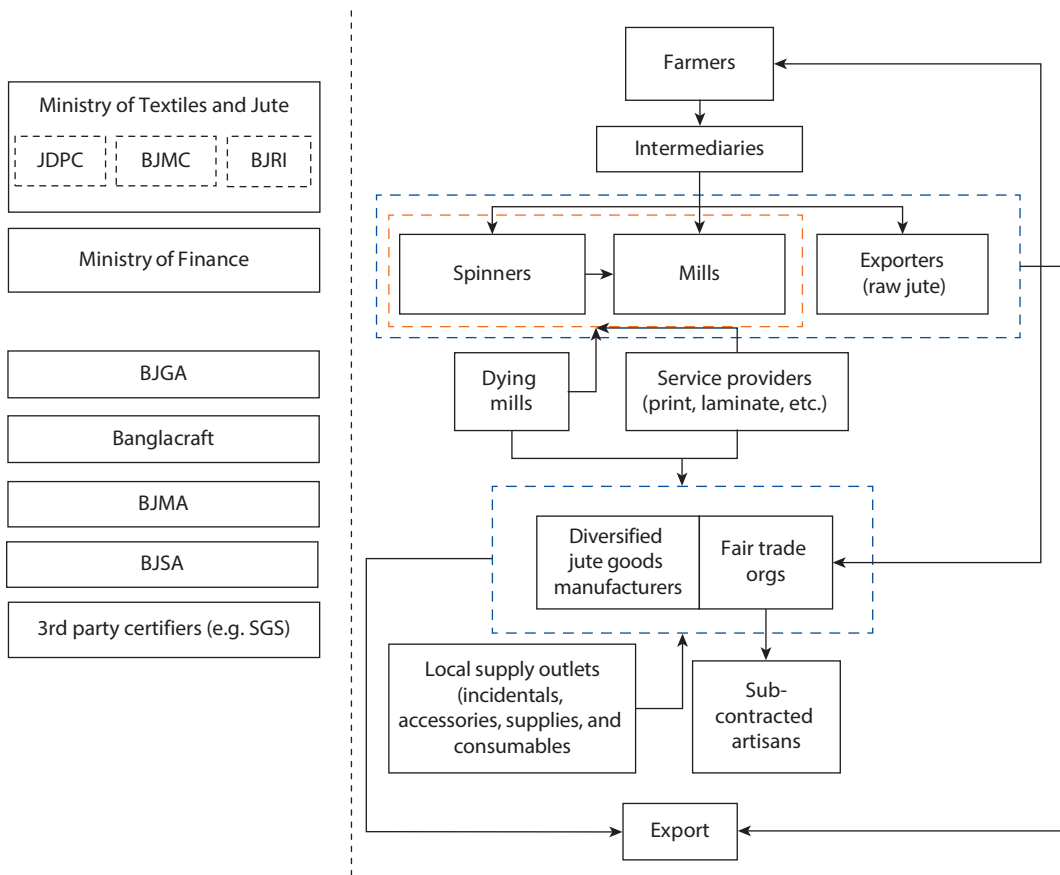 Ministry of Textiles and Jute
JDPC
BJMC
BJRI
Ministry of Finance
BJGA
Banglacraft
BJMA
BJSA
3rd party certifiers (e.g. SGS)
Farmers
Intermediaries
Spinners
Mills
Exporters
(raw jute)
Dying
mills
Service providers
(print, laminate, etc.)
Diversified
jute goods
manufacturers
Fair trade
orgs
Local supply outlets
(incidentals,
accessories, supplies, and
consumables
Sub-
contracted
artisans
Export